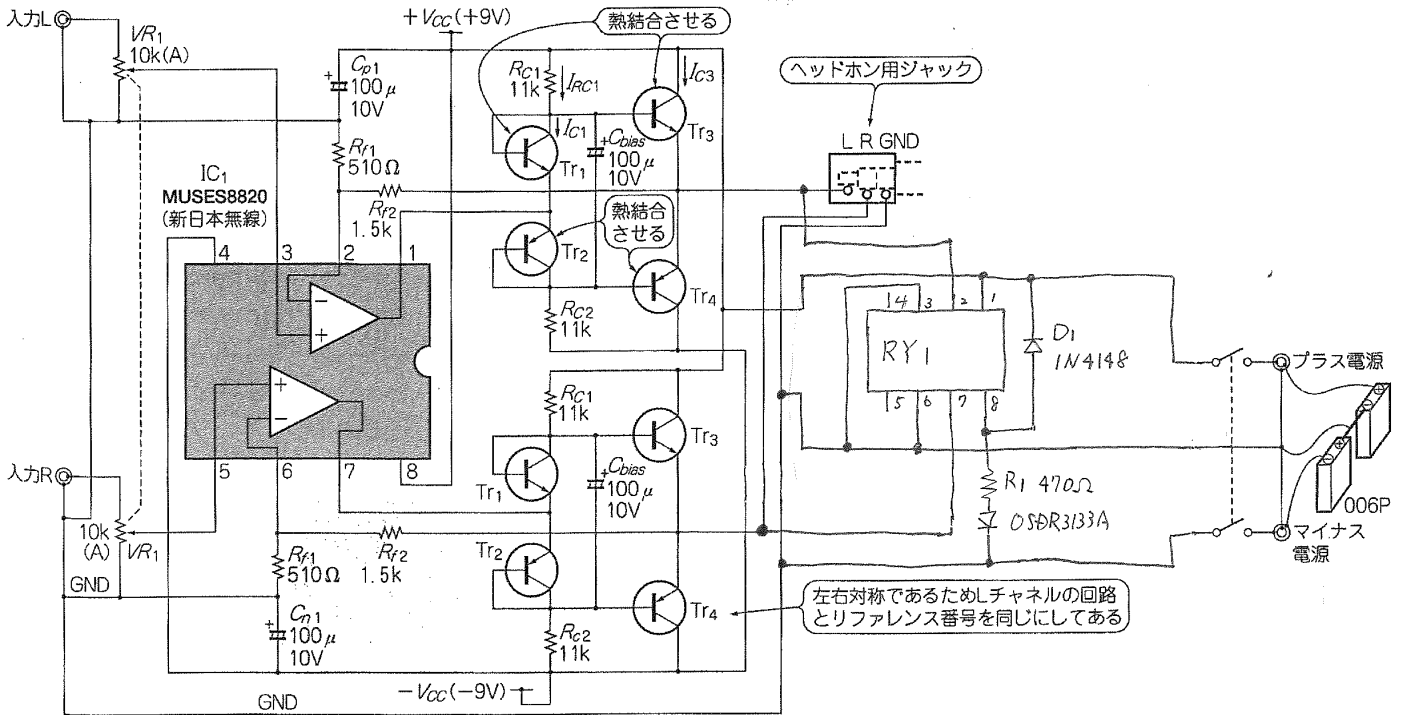 入力L
VR1
10k(A)
Cp1
100μ
10V
Rf1
510Ω
IC1
MUSES8820
(新日本無線)
Rf2
1.5k
4
3
2
1
5
6
7
8
+VCC(+9V)
RC1
11k
IRC1
IC1
IC3
熱結合させる
Tr1
Cbias
100μ
10V
Tr3
熱結合
させる
Tr2
Tr4
RC2
11k
ヘッドホン用ジャック
L R GND
4 3 2 1
RY1
5 6 7 8
D1
1N4148
R1 470Ω
OSDR3133A
プラス電源
006P
マイナス
電源
RC1
11k
Tr3
Cbias
100μ
10V
Tr1
Tr2
Tr4
Rc2
11k
入力R
10k
(A)
VR1
GND
Rf1
510Ω
Rf2
1.5k
Cn1
100μ
10V
左右対称であるためLチャネルの回路
とリファレンス番号を同じにしてある
-VCC(-9V)
GND